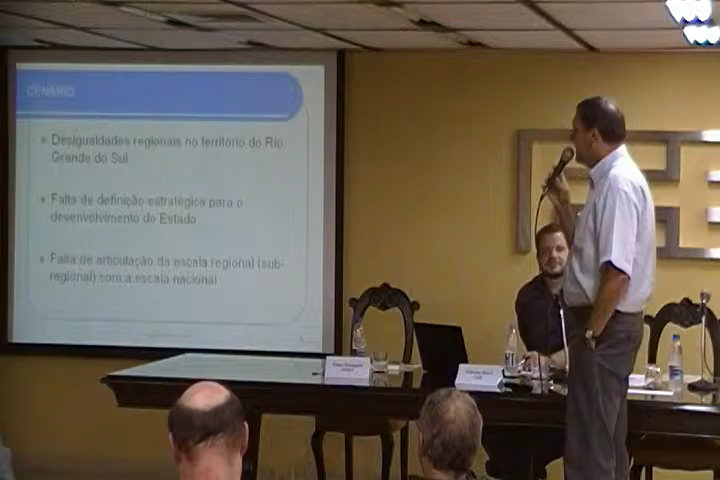 CENÁRIO
Desigualdades regionais no território do Rio
Grande do Sul
Falta de definição estratégica para o
desenvolvimento do Estado
Falta de articulação da escala regional (sub-
regional) com a escala nacional